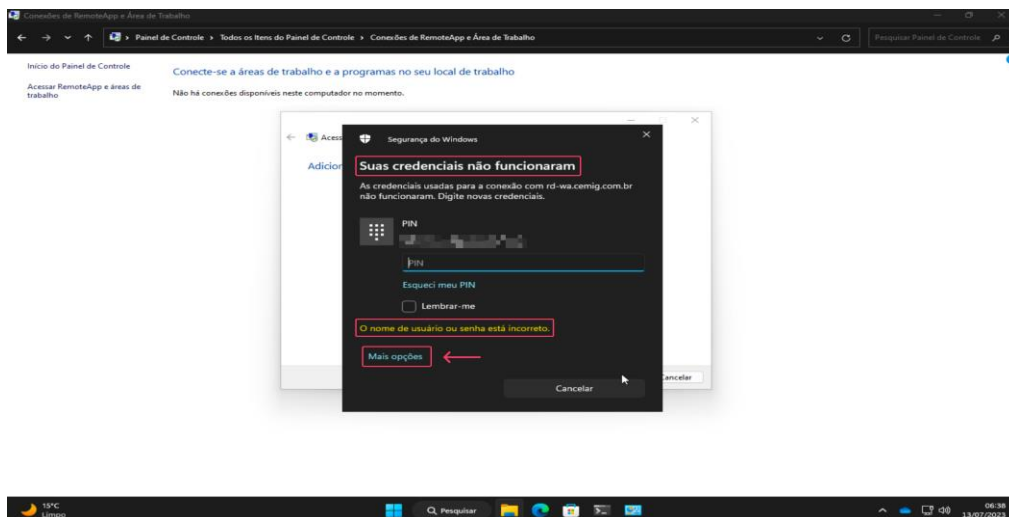 Conexões de RemoteApp e Área de Trabalho
Painel de Controle > Todos os Itens do Painel de Controle > Conexões de RemoteApp e Área de Trabalho
Pesquisar Painel de Controle
Início do Painel de Controle
Acessar RemoteApp e áreas de trabalho
Conecte-se a áreas de trabalho e a programas no seu local de trabalho
Não há conexões disponíveis neste computador no momento.
Acess
Adicion
Segurança do Windows
Suas credenciais não funcionaram
As credenciais usadas para a conexão com rd-wa.cemig.com.br
não funcionaram. Digite novas credenciais.
PIN
PIN
Esqueci meu PIN
Lembrar-me
O nome de usuário ou senha está incorreto.
Mais opções
Cancelar
Cancelar
15°C
Limpo
Pesquisar
06:38
13/07/2023